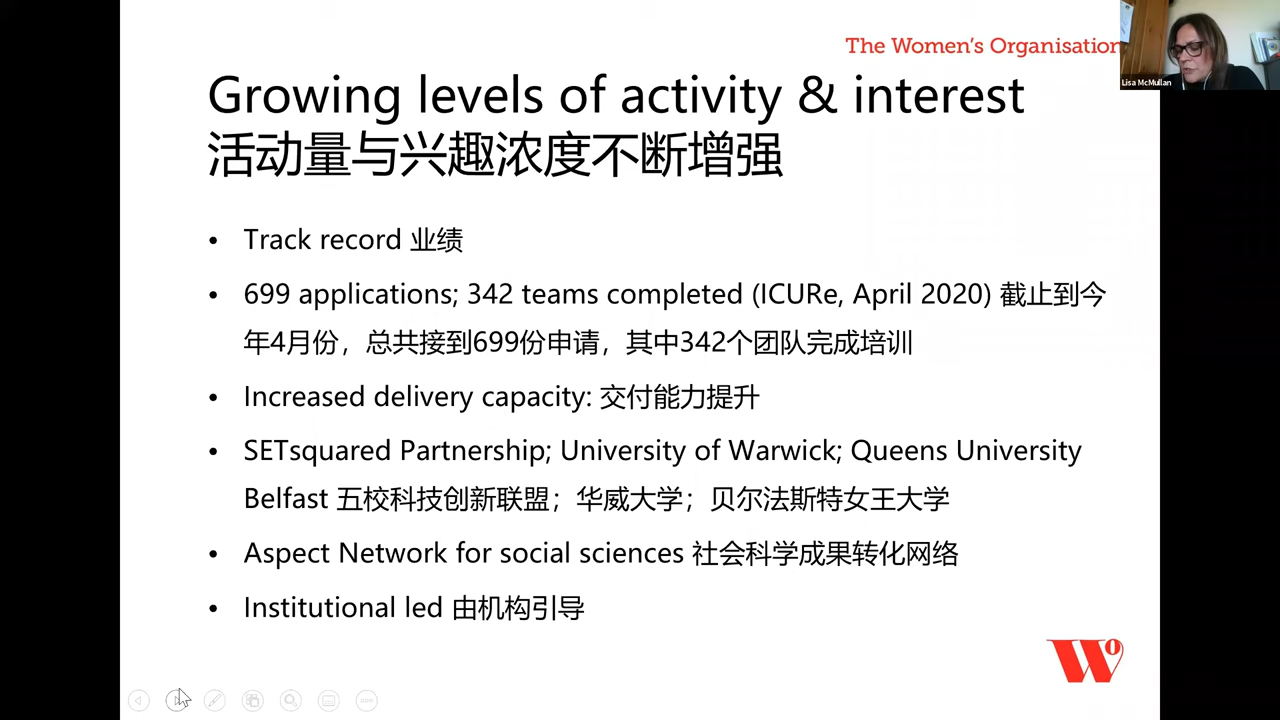 The Women's Organisation
Lisa McMullan
Growing levels of activity & interest
活动量与兴趣浓度不断增强
• Track record 业绩
• 699 applications; 342 teams completed (ICURe, April 2020) 截止到今
年4月份，总共接到699份申请，其中342个团队完成培训
• Increased delivery capacity: 交付能力提升
• SETsquared Partnership; University of Warwick; Queens University
Belfast 五校科技创新联盟；华威大学；贝尔法斯特女王大学
• Aspect Network for social sciences 社会科学成果转化网络
• Institutional led 由机构引导
WO